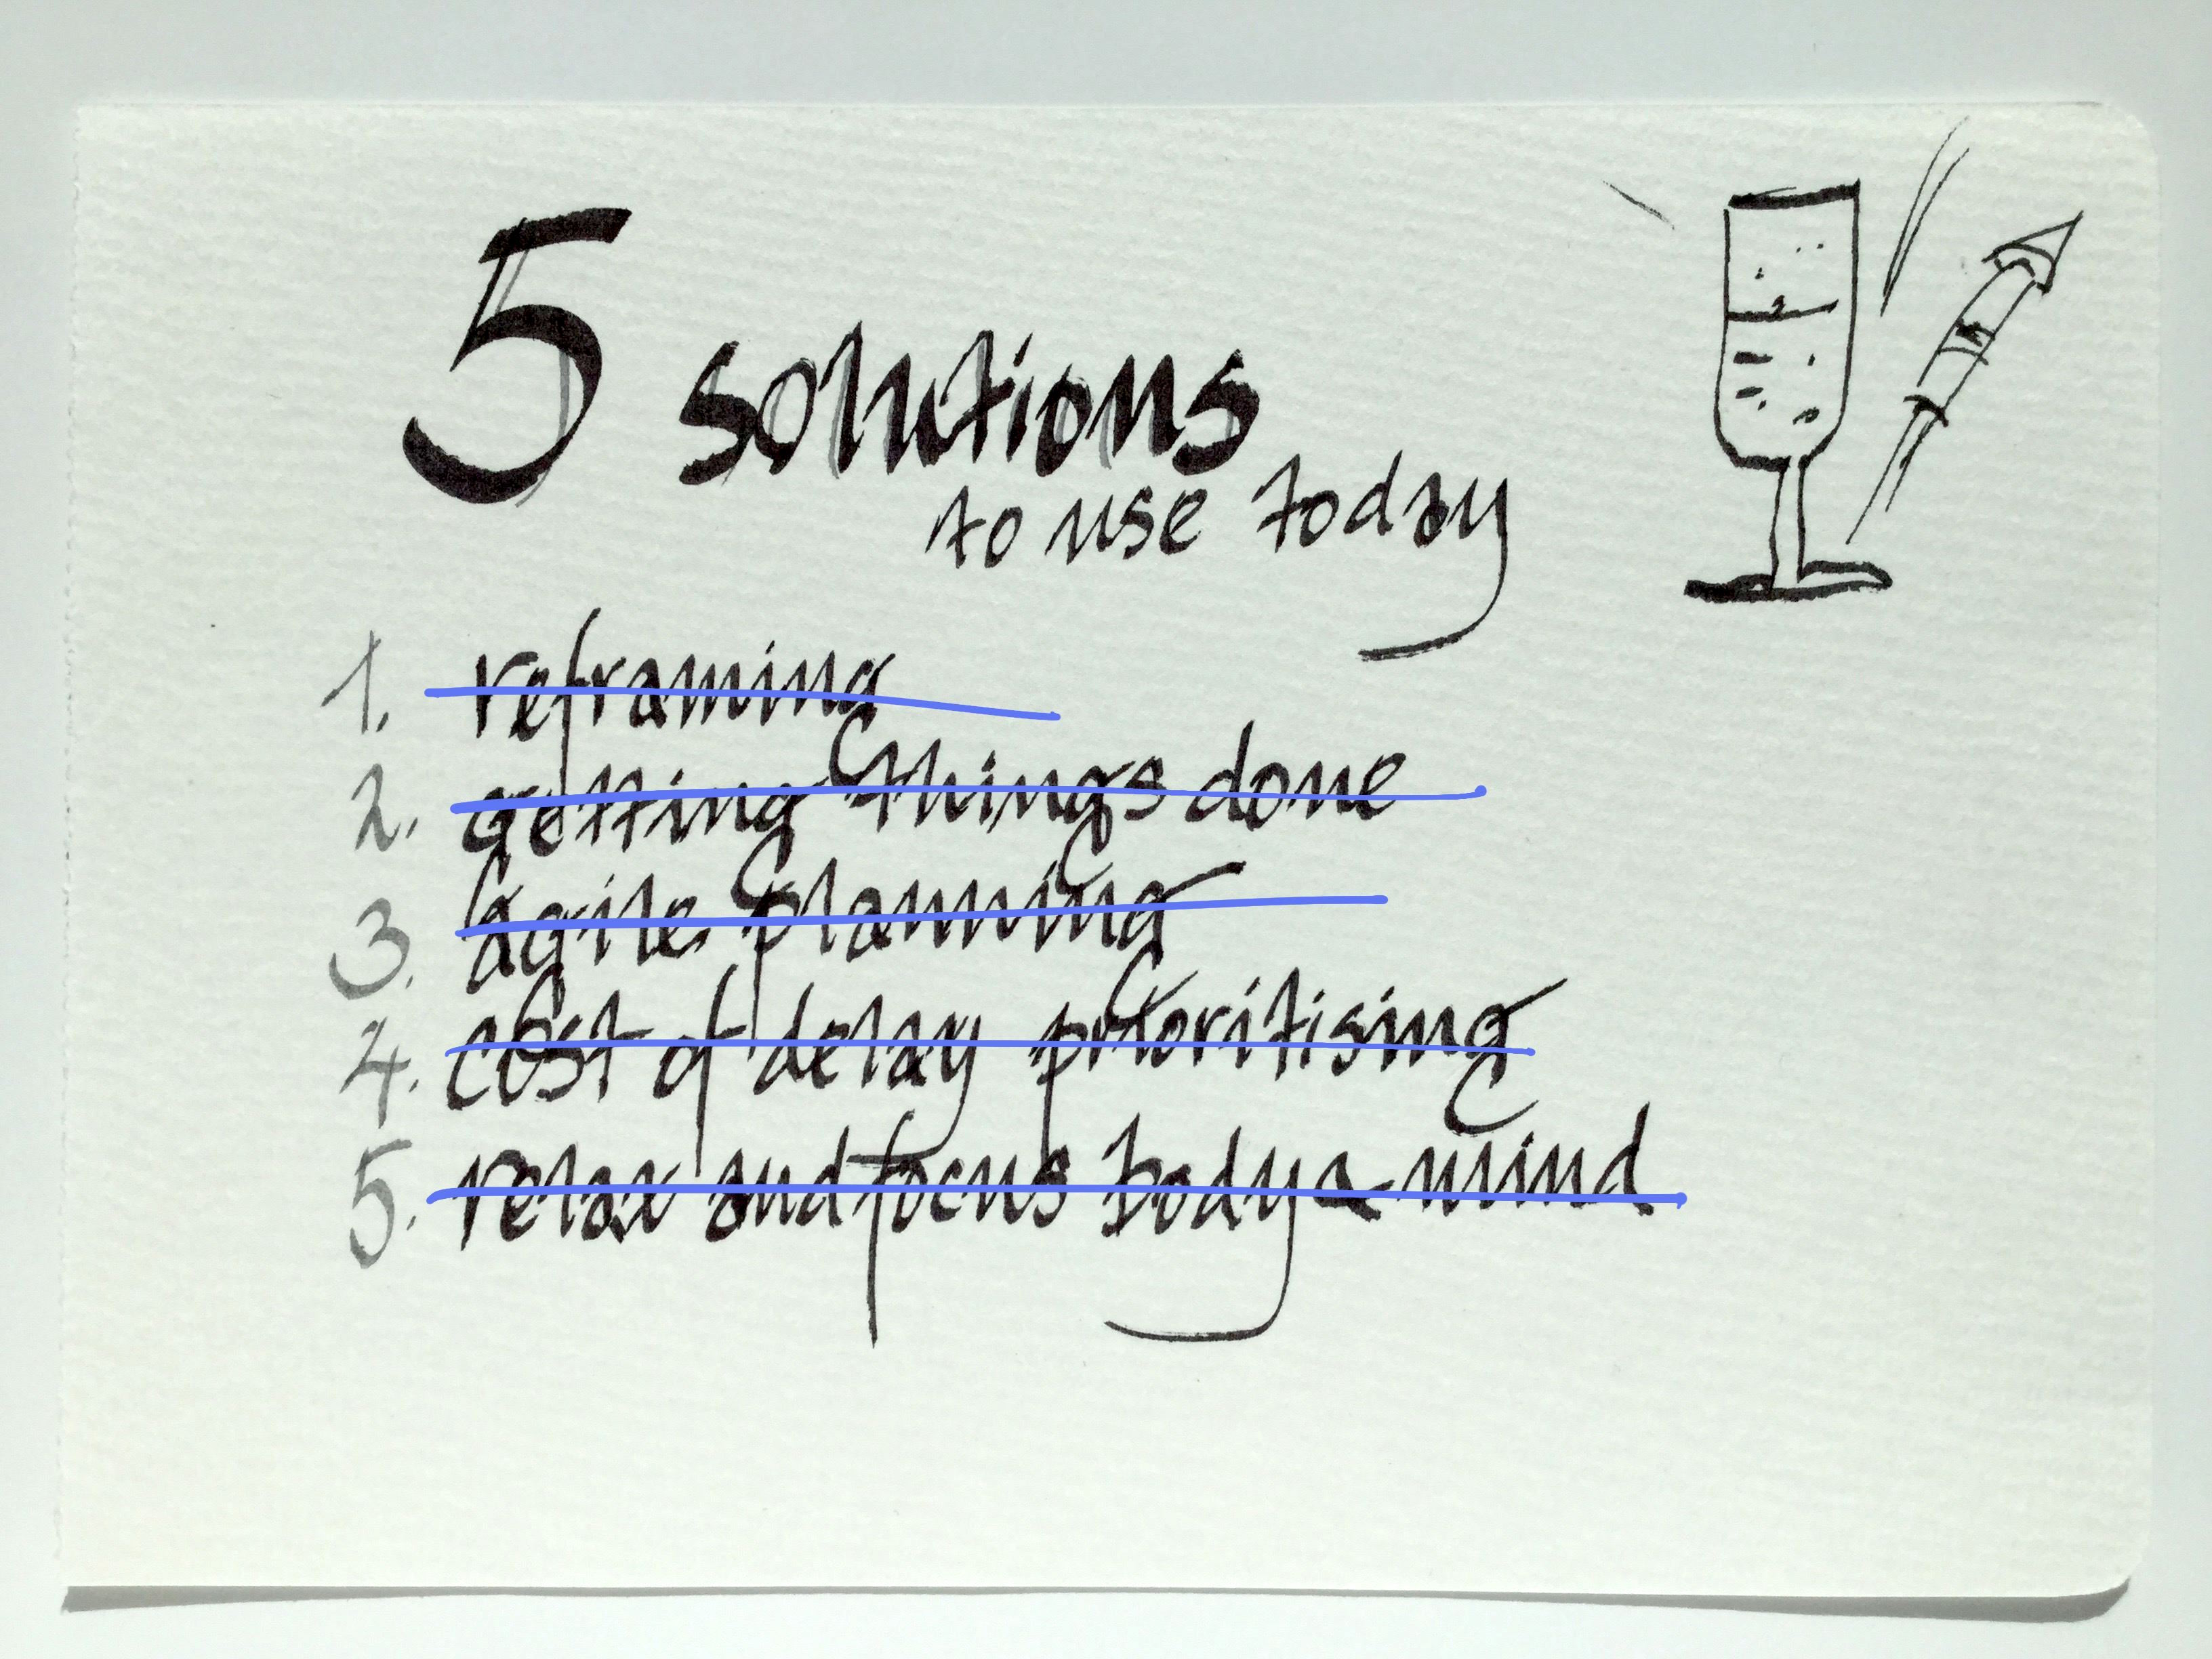 5 solutions
to use today
1. reframing
2. getting things done
3. agile planning
4. cost of delay prioritising
5. relax and focus body & mind